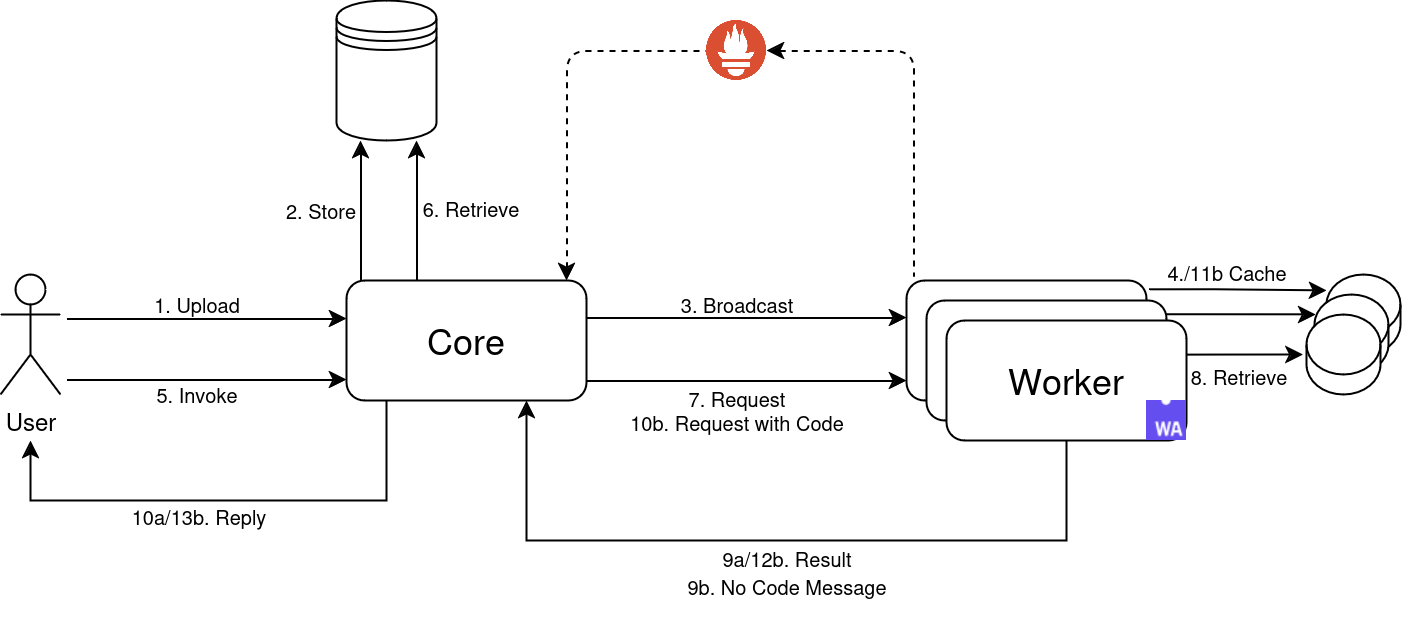 2. Store
6. Retrieve
4./11b Cache
1. Upload
3. Broadcast
Core
Worker
8. Retrieve
5. Invoke
7. Request
10b. Request with Code
User
WA
10a/13b. Reply
9a/12b. Result
9b. No Code Message